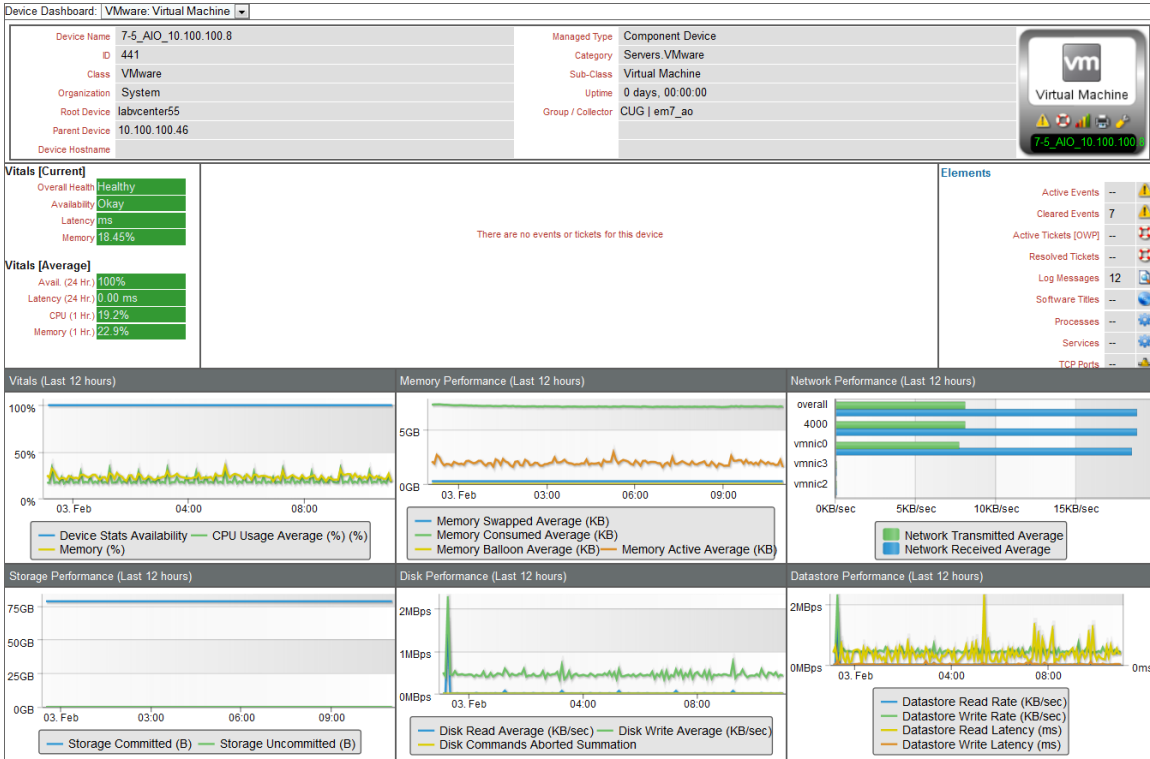 Device Dashboard: VMware: Virtual Machine
Device Name 7-5_AIO_10.100.100.8 Managed Type Component Device
ID 441 Category Servers.VMware
Class VMware Sub-Class Virtual Machine
Organization System Uptime 0 days, 00:00:00
Root Device labvcenter55 Group / Collector CUG | em7_ao
Parent Device 10.100.100.46
Device Hostname
vm
Virtual Machine
7-5_AIO_10.100.100.8
Vitals [Current]
Overall Health Healthy
Availability Okay
Latency ms
Memory 18.45%
Vitals [Average]
Avail. (24 Hr.) 100%
Latency (24 Hr.) 0.00 ms
CPU (1 Hr.) 19.2%
Memory (1 Hr.) 22.9%
There are no events or tickets for this device
Elements
Active Events --
Cleared Events 7
Active Tickets [OWP] --
Resolved Tickets --
Log Messages 12
Software Titles --
Processes --
Services --
TCP Ports --
Vitals (Last 12 hours)
100%
50%
0%
03. Feb 04:00 08:00
Device Stats Availability CPU Usage Average (%) (%)
Memory (%)
Memory Performance (Last 12 hours)
5GB
0GB
03. Feb 03:00 06:00 09:00
Memory Swapped Average (KB)
Memory Consumed Average (KB)
Memory Balloon Average (KB) Memory Active Average (KB)
Network Performance (Last 12 hours)
overall
4000
vmnic0
vmnic3
vmnic2
0KB/sec 5KB/sec 10KB/sec 15KB/sec
Network Transmitted Average
Network Received Average
Storage Performance (Last 12 hours)
75GB
50GB
25GB
0GB
03. Feb 03:00 06:00 09:00
Storage Committed (B) Storage Uncommitted (B)
Disk Performance (Last 12 hours)
2MBps
1MBps
0MBps
03. Feb 04:00 08:00
Disk Read Average (KB/sec) Disk Write Average (KB/sec)
Disk Commands Aborted Summation
Datastore Performance (Last 12 hours)
2MBps
0MBps 0ms
03. Feb 04:00 08:00
Datastore Read Rate (KB/sec)
Datastore Write Rate (KB/sec)
Datastore Read Latency (ms)
Datastore Write Latency (ms)